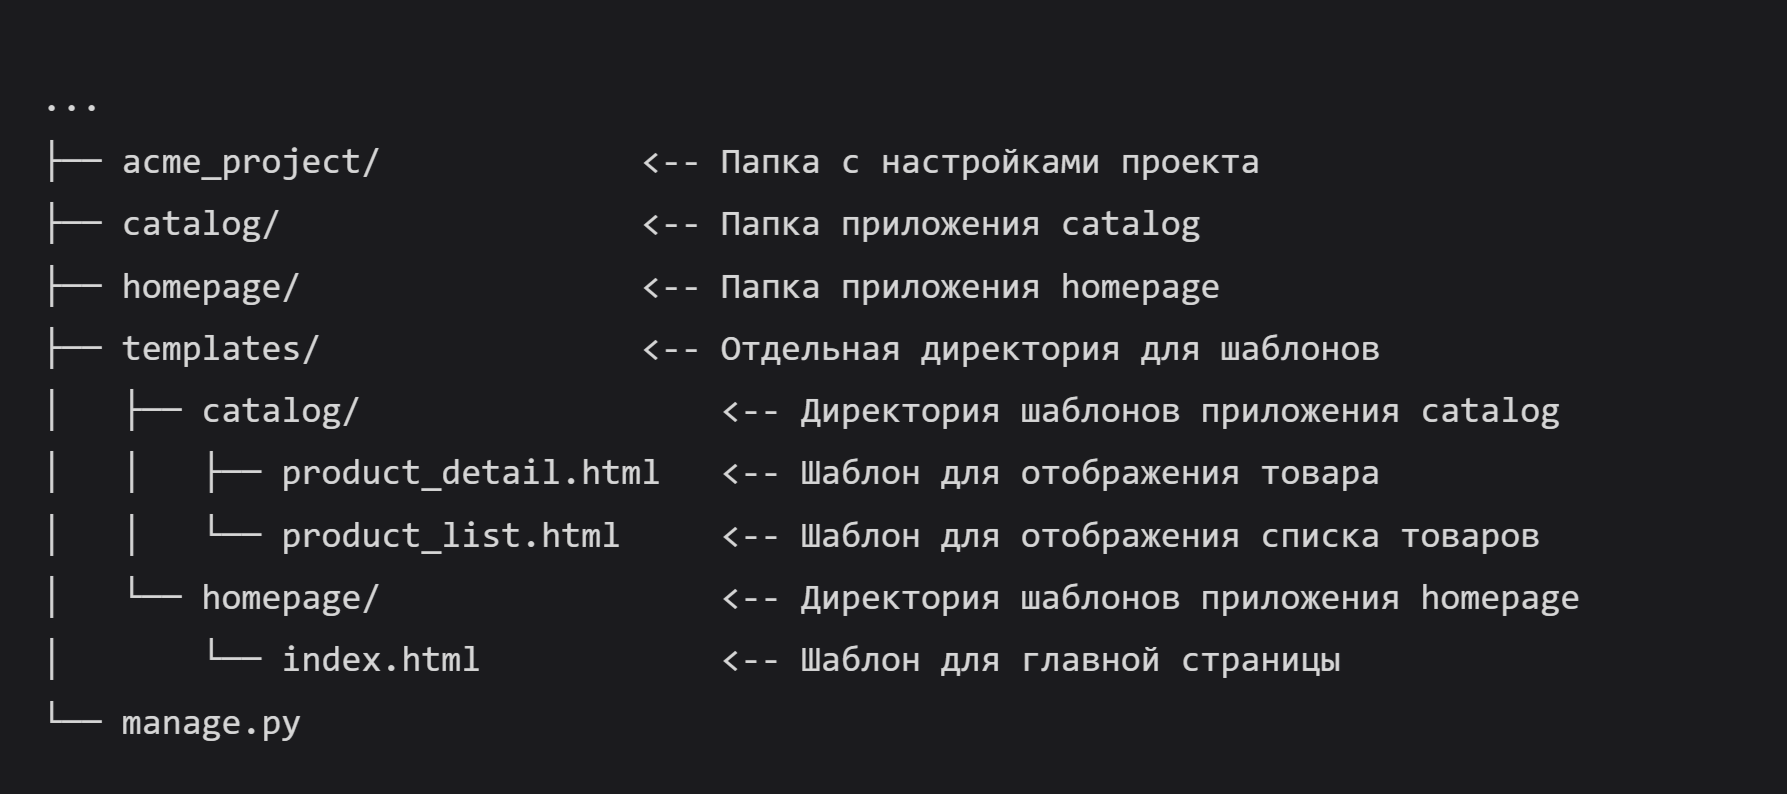 ...
├── acme_project/             <-- Папка с настройками проекта
├── catalog/                  <-- Папка приложения catalog
├── homepage/                 <-- Папка приложения homepage
├── templates/                <-- Отдельная директория для шаблонов
│   ├── catalog/                  <-- Директория шаблонов приложения catalog
│   │   ├── product_detail.html   <-- Шаблон для отображения товара
│   │   └── product_list.html     <-- Шаблон для отображения списка товаров
│   └── homepage/                 <-- Директория шаблонов приложения homepage
│       └── index.html            <-- Шаблон для главной страницы
└── manage.py